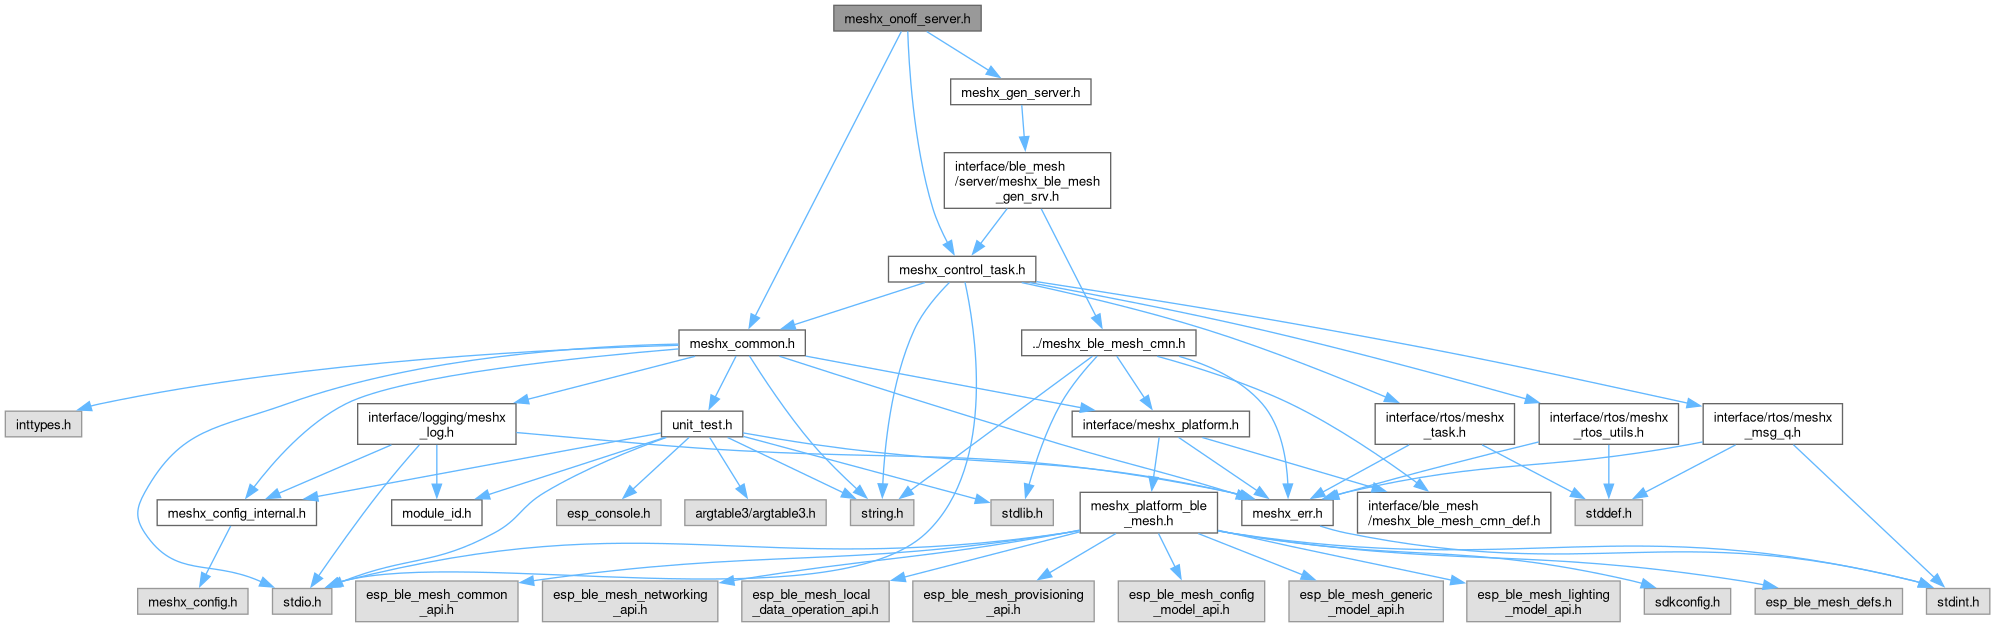 meshx_onoff_server.h
meshx_gen_server.h
interface/ble_mesh
/server/meshx_ble_mesh
_gen_srv.h
meshx_control_task.h
meshx_common.h
../meshx_ble_mesh_cmn.h
inttypes.h
interface/logging/meshx
_log.h
unit_test.h
interface/meshx_platform.h
interface/rtos/meshx
_task.h
interface/rtos/meshx
_rtos_utils.h
interface/rtos/meshx
_msg_q.h
meshx_config_internal.h
module_id.h
esp_console.h
argtable3/argtable3.h
string.h
stdlib.h
meshx_platform_ble
_mesh.h
meshx_err.h
interface/ble_mesh
/meshx_ble_mesh_cmn_def.h
stddef.h
meshx_config.h
stdio.h
esp_ble_mesh_common
_api.h
esp_ble_mesh_networking
_api.h
esp_ble_mesh_local
_data_operation_api.h
esp_ble_mesh_provisioning
_api.h
esp_ble_mesh_config
_model_api.h
esp_ble_mesh_generic
_model_api.h
esp_ble_mesh_lighting
_model_api.h
sdkconfig.h
esp_ble_mesh_defs.h
stdint.h